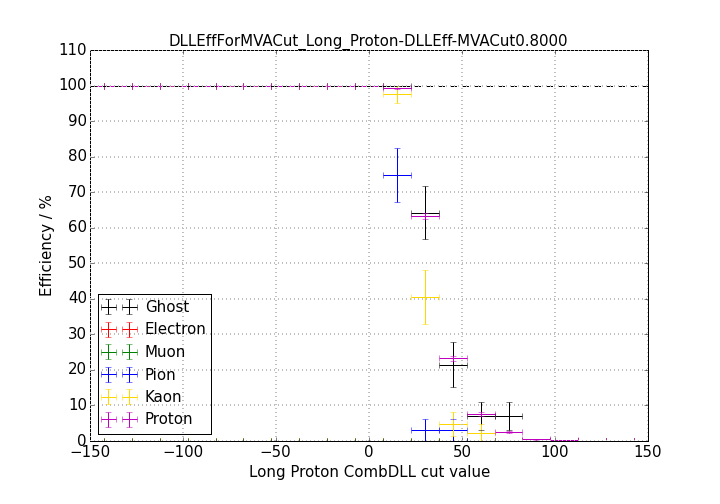 DLLEffForMVACut_Long_Proton-DLLEff-MVACut0.8000
110
100
90
80
70
60
50
40
30
20
10
0
Efficiency / %
Ghost
Electron
Muon
Pion
Kaon
Proton
−150 −100 −50 0 50 100 150
Long Proton CombDLL cut value